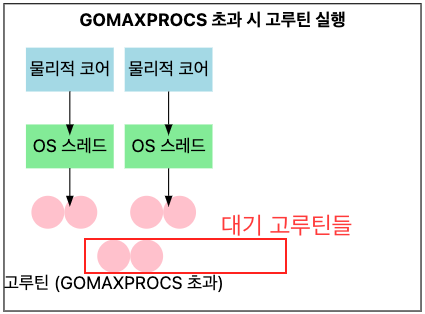 GOMAXPROCS 초과 시 고루틴 실행
물리적 코어 물리적 코어
OS 스레드 OS 스레드
대기 고루틴들
고루틴 (GOMAXPROCS 초과)